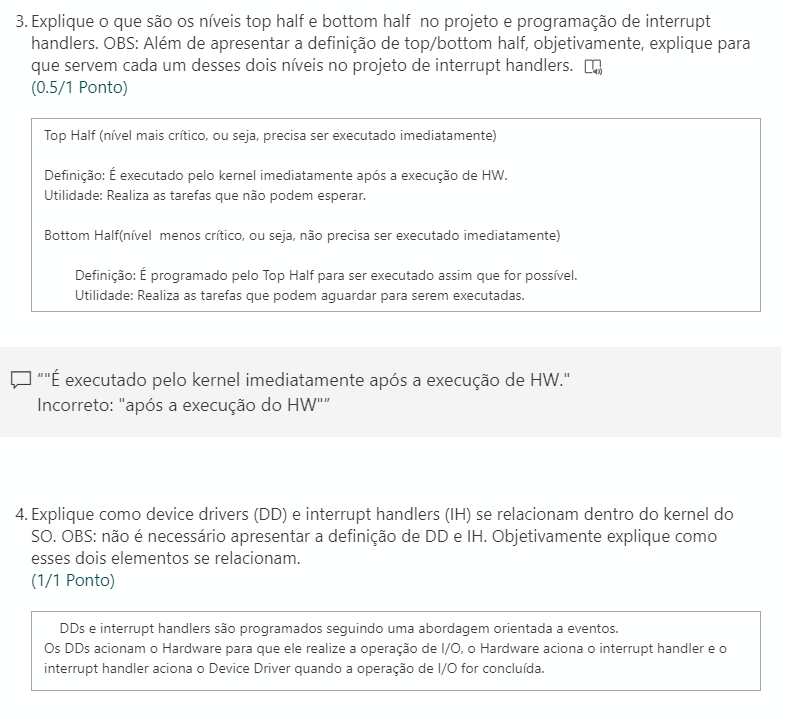 3. Explique o que são os níveis top half e bottom half no projeto e programação de interrupt
handlers. OBS: Além de apresentar a definição de top/bottom half, objetivamente, explique para
que servem cada um desses dois níveis no projeto de interrupt handlers.
(0.5/1 Ponto)
Top Half (nível mais crítico, ou seja, precisa ser executado imediatamente)
Definição: É executado pelo kernel imediatamente após a execução de HW.
Utilidade: Realiza as tarefas que não podem esperar.
Bottom Half(nível menos crítico, ou seja, não precisa ser executado imediatamente)
Definição: É programado pelo Top Half para ser executado assim que for possível.
Utilidade: Realiza as tarefas que podem aguardar para serem executadas.
“"É executado pelo kernel imediatamente após a execução de HW."
Incorreto: "após a execução do HW"”
4. Explique como device drivers (DD) e interrupt handlers (IH) se relacionam dentro do kernel do
SO. OBS: não é necessário apresentar a definição de DD e IH. Objetivamente explique como
esses dois elementos se relacionam.
(1/1 Ponto)
DDs e interrupt handlers são programados seguindo uma abordagem orientada a eventos.
Os DDs acionam o Hardware para que ele realize a operação de I/O, o Hardware aciona o interrupt handler e o
interrupt handler aciona o Device Driver quando a operação de I/O for concluída.